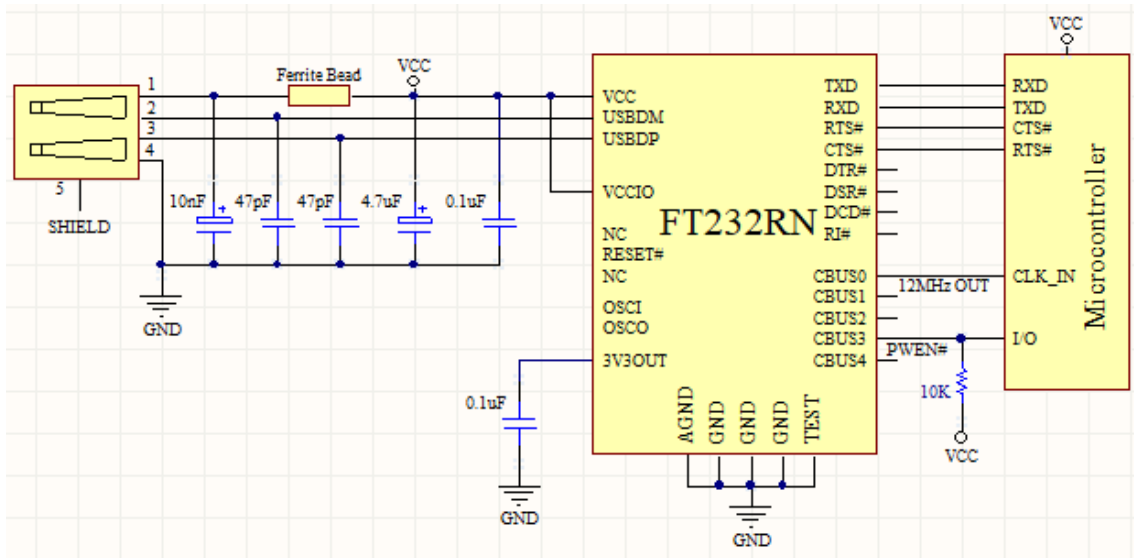 Ferrite Bead
VCC
1
2
3
4
5
SHIELD
10nF
+
47pF
47pF
4.7uF
+
0.1uF
GND
0.1uF
GND
FT232RN
VCC
USBDM
USBDP
VCCIO
NC
RESET#
NC
OSCI
OSCO
3V3OUT
AGND
GND
GND
GND
TEST
GND
TXD
RXD
RTS#
CTS#
DTR#
DSR#
DCD#
RI#
CBUS0
CBUS1
CBUS2
CBUS3
CBUS4
12MHz OUT
PWEN#
10K
VCC
VCC
RXD
TXD
CTS#
RTS#
CLK_IN
I/O
Microcontroller